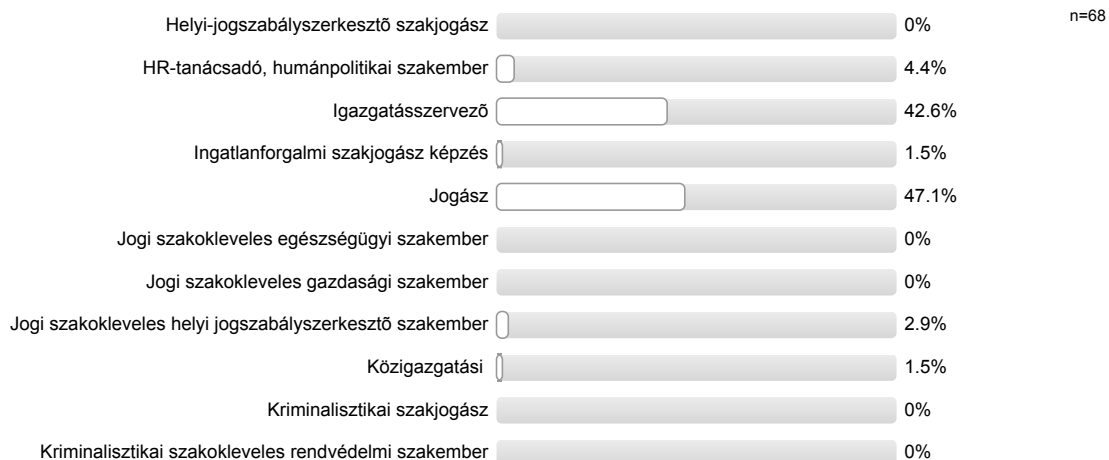 Helyi-jogszabályszerkesztõ szakjogász 0% n=68
HR-tanácsadó, humánpolitikai szakember 4.4%
Igazgatásszervezõ 42.6%
Ingatlanforgalmi szakjogász képzés 1.5%
Jogász 47.1%
Jogi szakokleveles egészségügyi szakember 0%
Jogi szakokleveles gazdasági szakember 0%
Jogi szakokleveles helyi jogszabályszerkesztõ szakember 2.9%
Közigazgatási 1.5%
Kriminalisztikai szakjogász 0%
Kriminalisztikai szakokleveles rendvédelmi szakember 0%